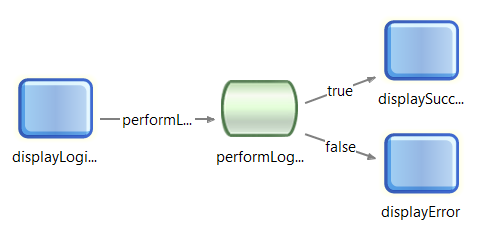 displayLogi...
performL...
performLog...
true
displaySucc...
false
displayError